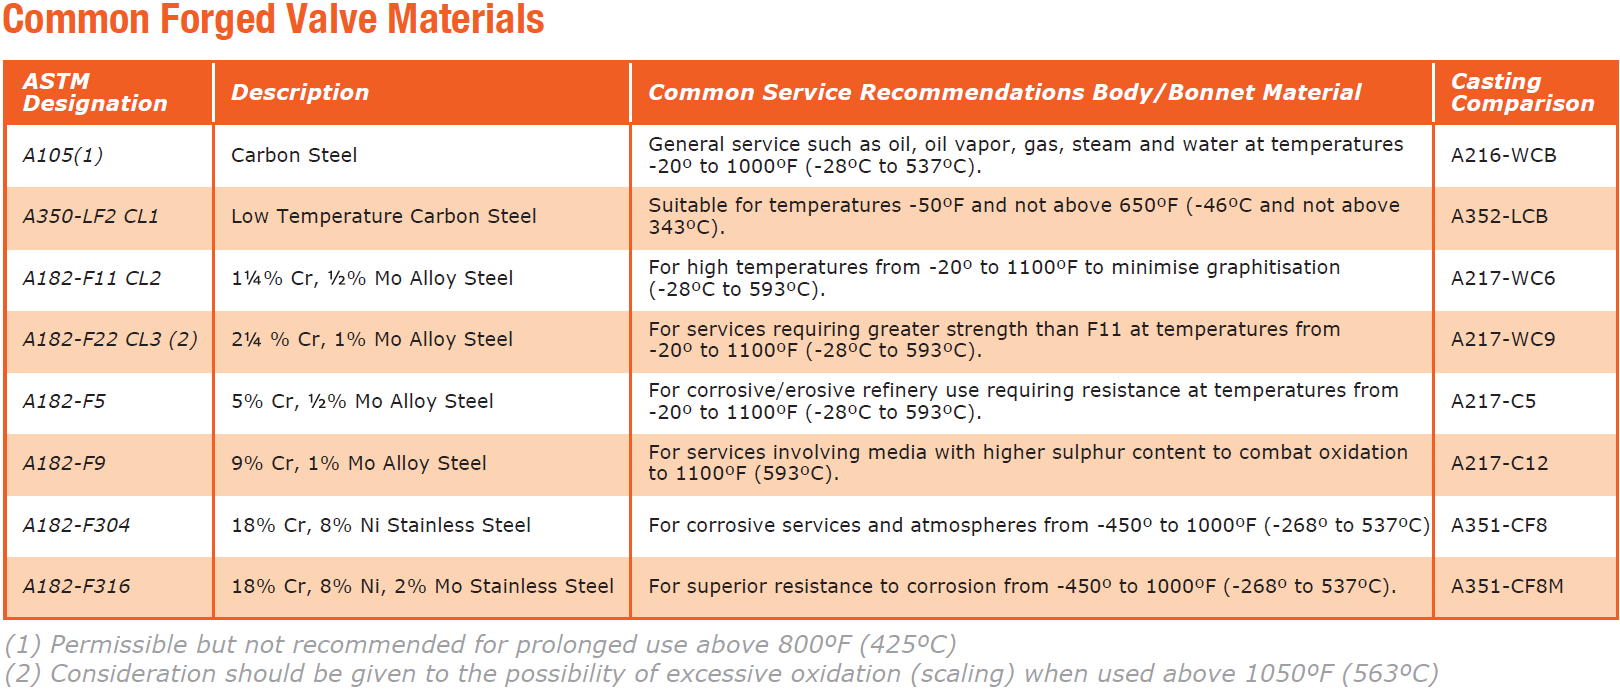 Common Forged Valve Materials
ASTM Designation | Description | Common Service Recommendations Body/Bonnet Material | Casting Comparison
A105(1) | Carbon Steel | General service such as oil, oil vapor, gas, steam and water at temperatures -20º to 1000ºF (-28ºC to 537ºC). | A216-WCB
A350-LF2 CL1 | Low Temperature Carbon Steel | Suitable for temperatures -50ºF and not above 650ºF (-46ºC and not above 343ºC). | A352-LCB
A182-F11 CL2 | 1¼% Cr, ½% Mo Alloy Steel | For high temperatures from -20º to 1100ºF to minimise graphitisation (-28ºC to 593ºC). | A217-WC6
A182-F22 CL3 (2) | 2¼ % Cr, 1% Mo Alloy Steel | For services requiring greater strength than F11 at temperatures from -20º to 1100ºF (-28ºC to 593ºC). | A217-WC9
A182-F5 | 5% Cr, ½% Mo Alloy Steel | For corrosive/erosive refinery use requiring resistance at temperatures from -20º to 1100ºF (-28ºC to 593ºC). | A217-C5
A182-F9 | 9% Cr, 1% Mo Alloy Steel | For services involving media with higher sulphur content to combat oxidation to 1100ºF (593ºC). | A217-C12
A182-F304 | 18% Cr, 8% Ni Stainless Steel | For corrosive services and atmospheres from -450º to 1000ºF (-268º to 537ºC) | A351-CF8
A182-F316 | 18% Cr, 8% Ni, 2% Mo Stainless Steel | For superior resistance to corrosion from -450º to 1000ºF (-268º to 537ºC). | A351-CF8M
(1) Permissible but not recommended for prolonged use above 800ºF (425ºC)
(2) Consideration should be given to the possibility of excessive oxidation (scaling) when used above 1050ºF (563ºC)